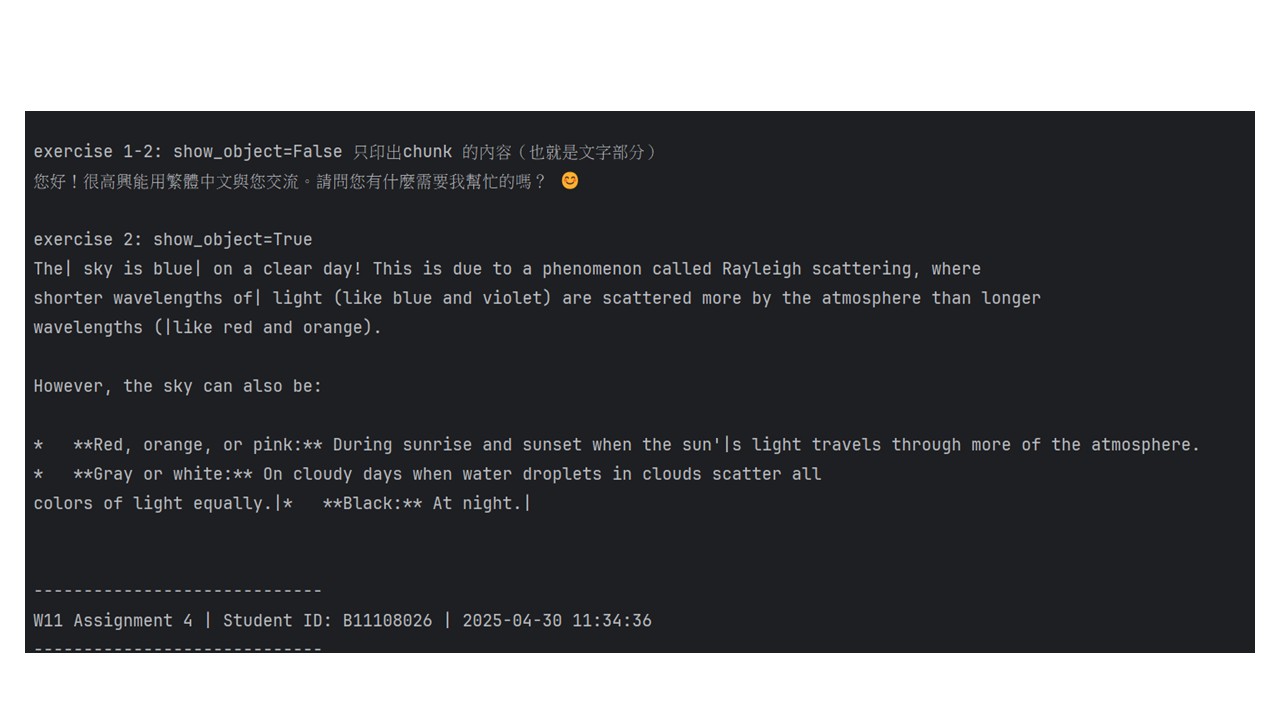 exercise 1-2: show_object=False 只印出chunk 的內容（也就是文字部分）
您好！很高興能用繁體中文與您交流。請問您有什麼需要我幫忙的嗎？ 😊
exercise 2: show_object=True
The| sky is blue| on a clear day! This is due to a phenomenon called Rayleigh scattering, where
shorter wavelengths of| light (like blue and violet) are scattered more by the atmosphere than longer
wavelengths (|like red and orange).
However, the sky can also be:
*   **Red, orange, or pink:** During sunrise and sunset when the sun'|s light travels through more of the atmosphere.
*   **Gray or white:** On cloudy days when water droplets in clouds scatter all
colors of light equally.|*   **Black:** At night.|
-----------------------------
W11 Assignment 4 | Student ID: B11108026 | 2025-04-30 11:34:36
-----------------------------